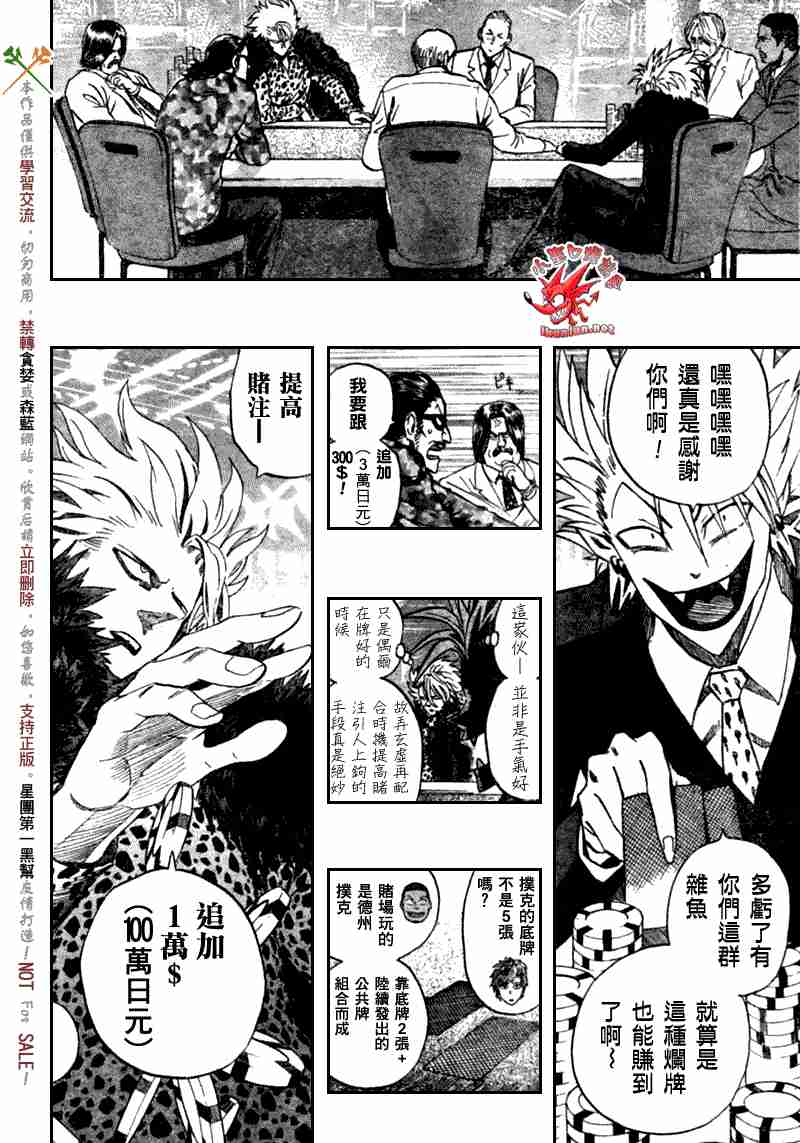 嘿嘿嘿嘿
還真是感謝
你們啊！
多虧了有
你們這群
雜魚
就算是
這種爛牌
也能賺到
了啊~
ピキ
追加
（3萬日元）
300$！
我要跟
這家伙— 並非是手氣好
只是偶爾
在牌好的
時候
故弄玄虛再配
合時機提高賭
注引人上鉤的
手段真是絕妙
撲克的底牌
不是5張
嗎？
賭場玩的
是德州
撲克
靠底牌2張+
陸續發出的
公共牌
組合而成
提高
賭注—
追加
1萬$
（100萬日元）
本作品僅供學習交流，切勿商用，禁轉貪婪或森藍網站。欣賞后請立即刪除，如您喜歡，支持正版。星團第一黑幫友情打造—NOT For SALE—